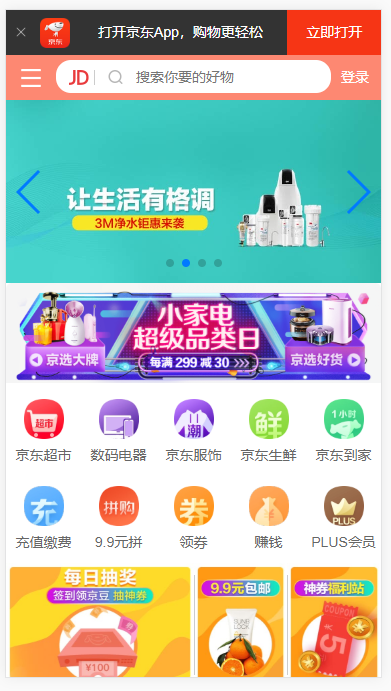 京东
打开京东App，购物更轻松
立即打开
JD
搜索你要的好物
登录
让生活有格调
3M净水钜惠来袭
小家电
超级品类日
京选大牌
每满 299 减 30
京选好货
超市
潮
鲜
1小时
京东超市
数码电器
京东服饰
京东生鲜
京东到家
充
拼购
券
PLUS
充值缴费
9.9元拼
领券
赚钱
PLUS会员
每日抽奖
签到领京豆 抽神券
¥100
9.9元包邮
神券福利站
COUPON
5